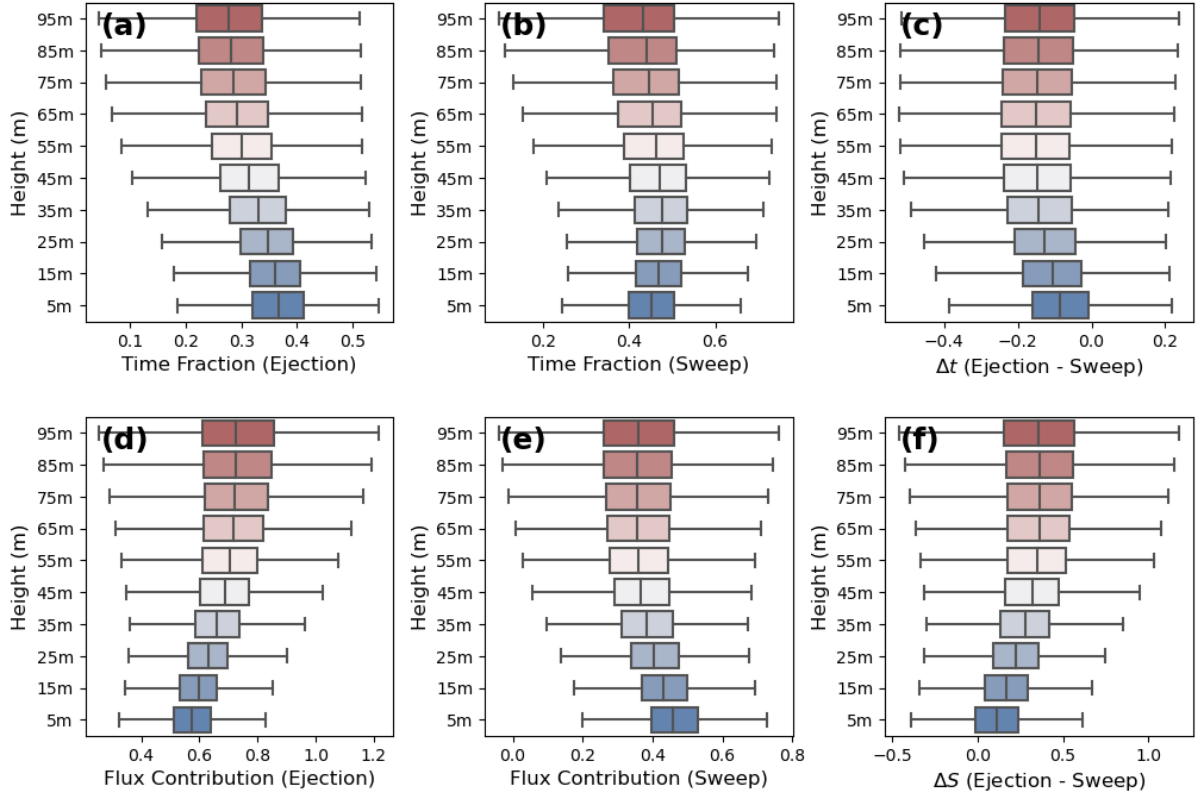 (a)
95m
85m
75m
65m
55m
45m
35m
25m
15m
5m
Height (m)
0.1 0.2 0.3 0.4 0.5
Time Fraction (Ejection)
(b)
95m
85m
75m
65m
55m
45m
35m
25m
15m
5m
Height (m)
0.2 0.4 0.6
Time Fraction (Sweep)
(c)
95m
85m
75m
65m
55m
45m
35m
25m
15m
5m
Height (m)
−0.4 −0.2 0.0 0.2
Δt (Ejection - Sweep)
(d)
95m
85m
75m
65m
55m
45m
35m
25m
15m
5m
Height (m)
0.4 0.6 0.8 1.0 1.2
Flux Contribution (Ejection)
(e)
95m
85m
75m
65m
55m
45m
35m
25m
15m
5m
Height (m)
0.0 0.2 0.4 0.6 0.8
Flux Contribution (Sweep)
(f)
95m
85m
75m
65m
55m
45m
35m
25m
15m
5m
Height (m)
−0.5 0.0 0.5 1.0
ΔS (Ejection - Sweep)